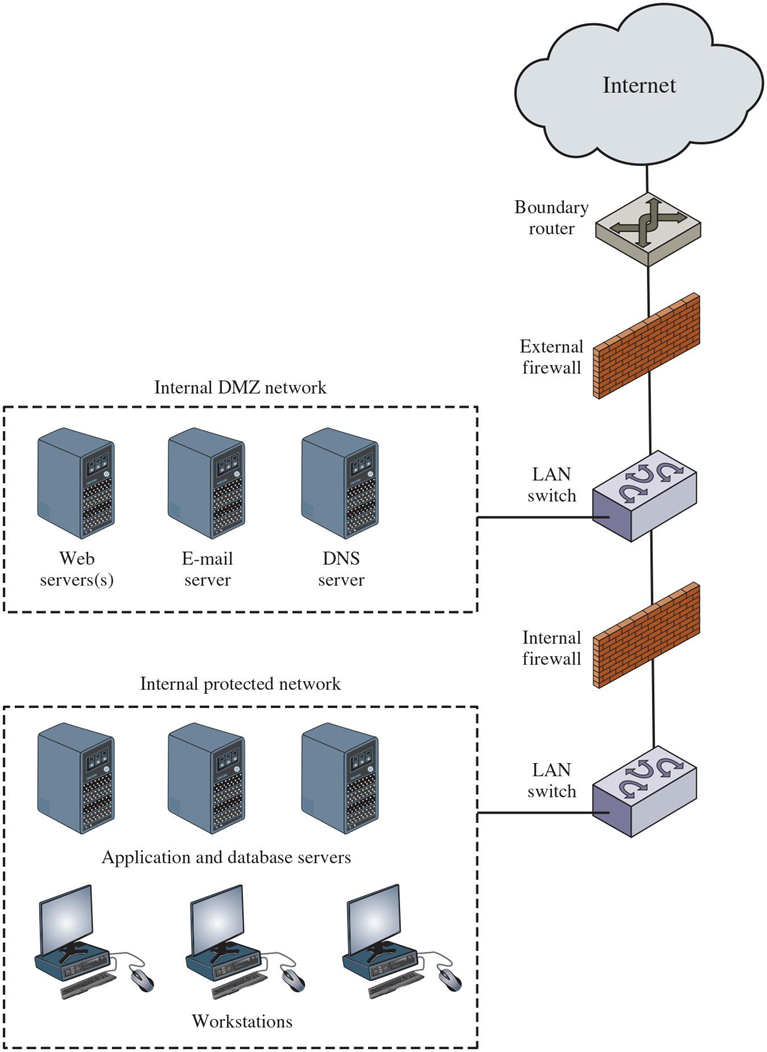 Internet
Boundary
router
External
firewall
Internal DMZ network
LAN
switch
Web
servers(s)
E-mail
server
DNS
server
Internal
firewall
Internal protected network
LAN
switch
Application and database servers
Workstations